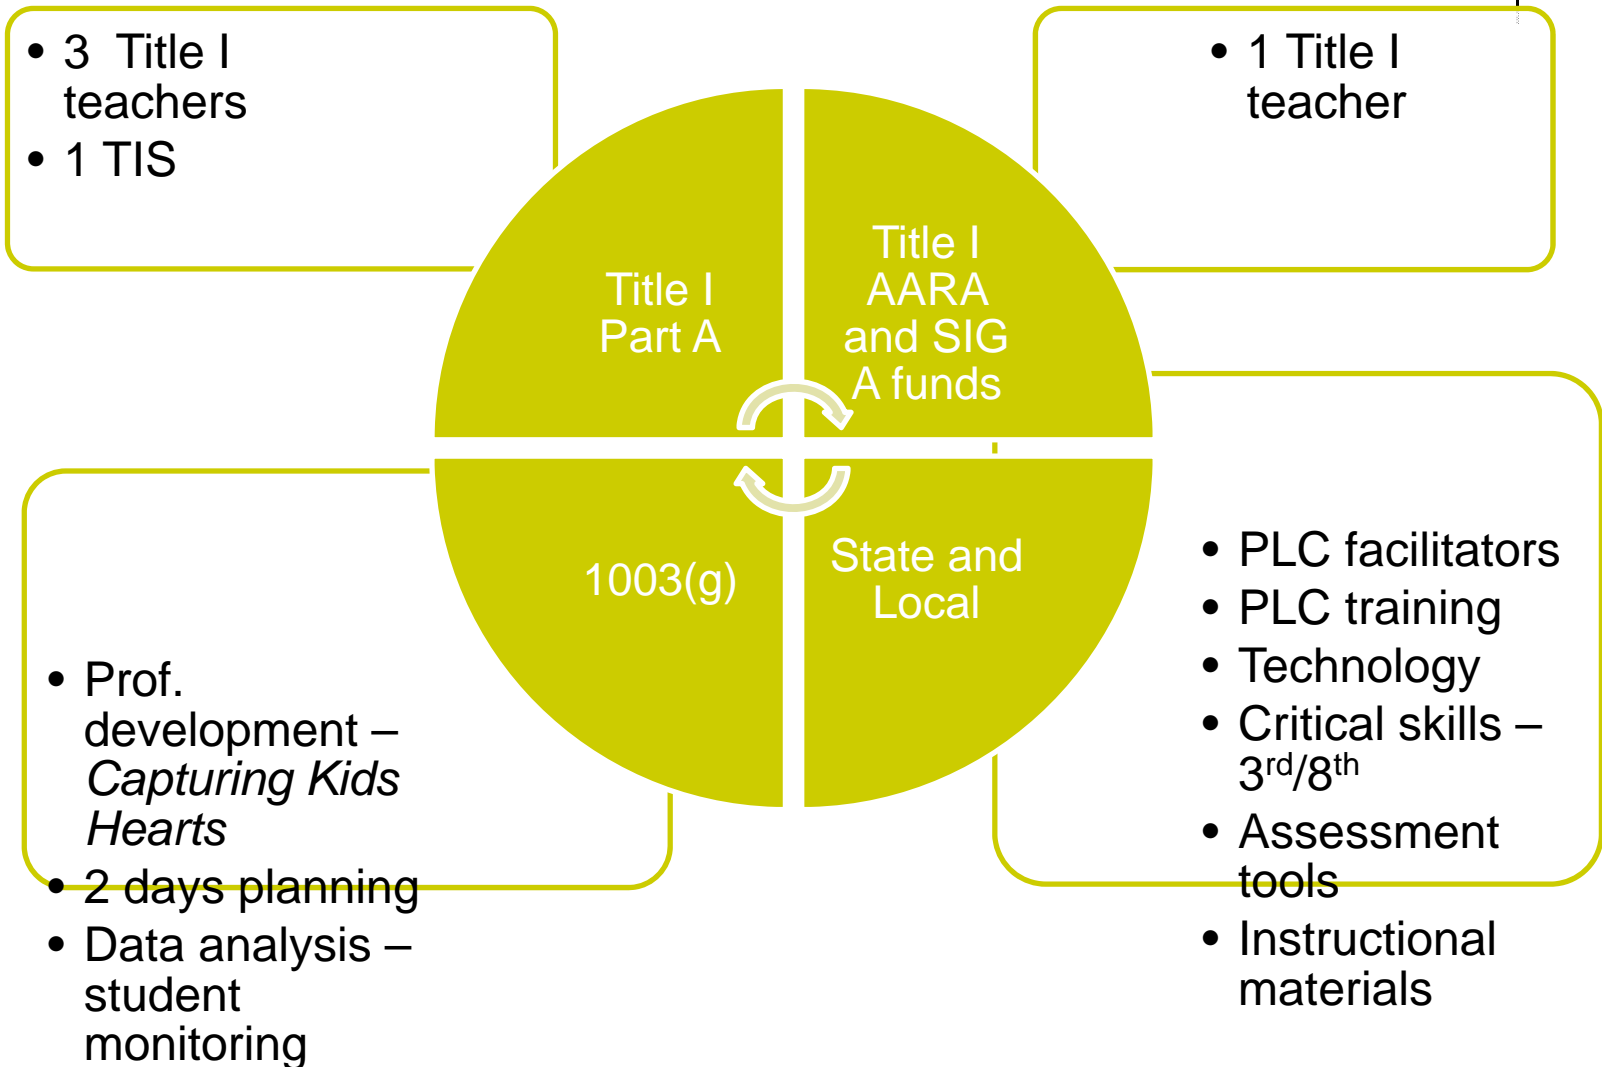 • 3 Title I
teachers
• 1 TIS
• 1 Title I
teacher
Title I
Part A
Title I
AARA
and SIG
A funds
1003(g)
State and
Local
• Prof.
development –
Capturing Kids
Hearts
• 2 days planning
• Data analysis –
student
monitoring
• PLC facilitators
• PLC training
• Technology
• Critical skills –
3rd/8th
• Assessment
tools
• Instructional
materials